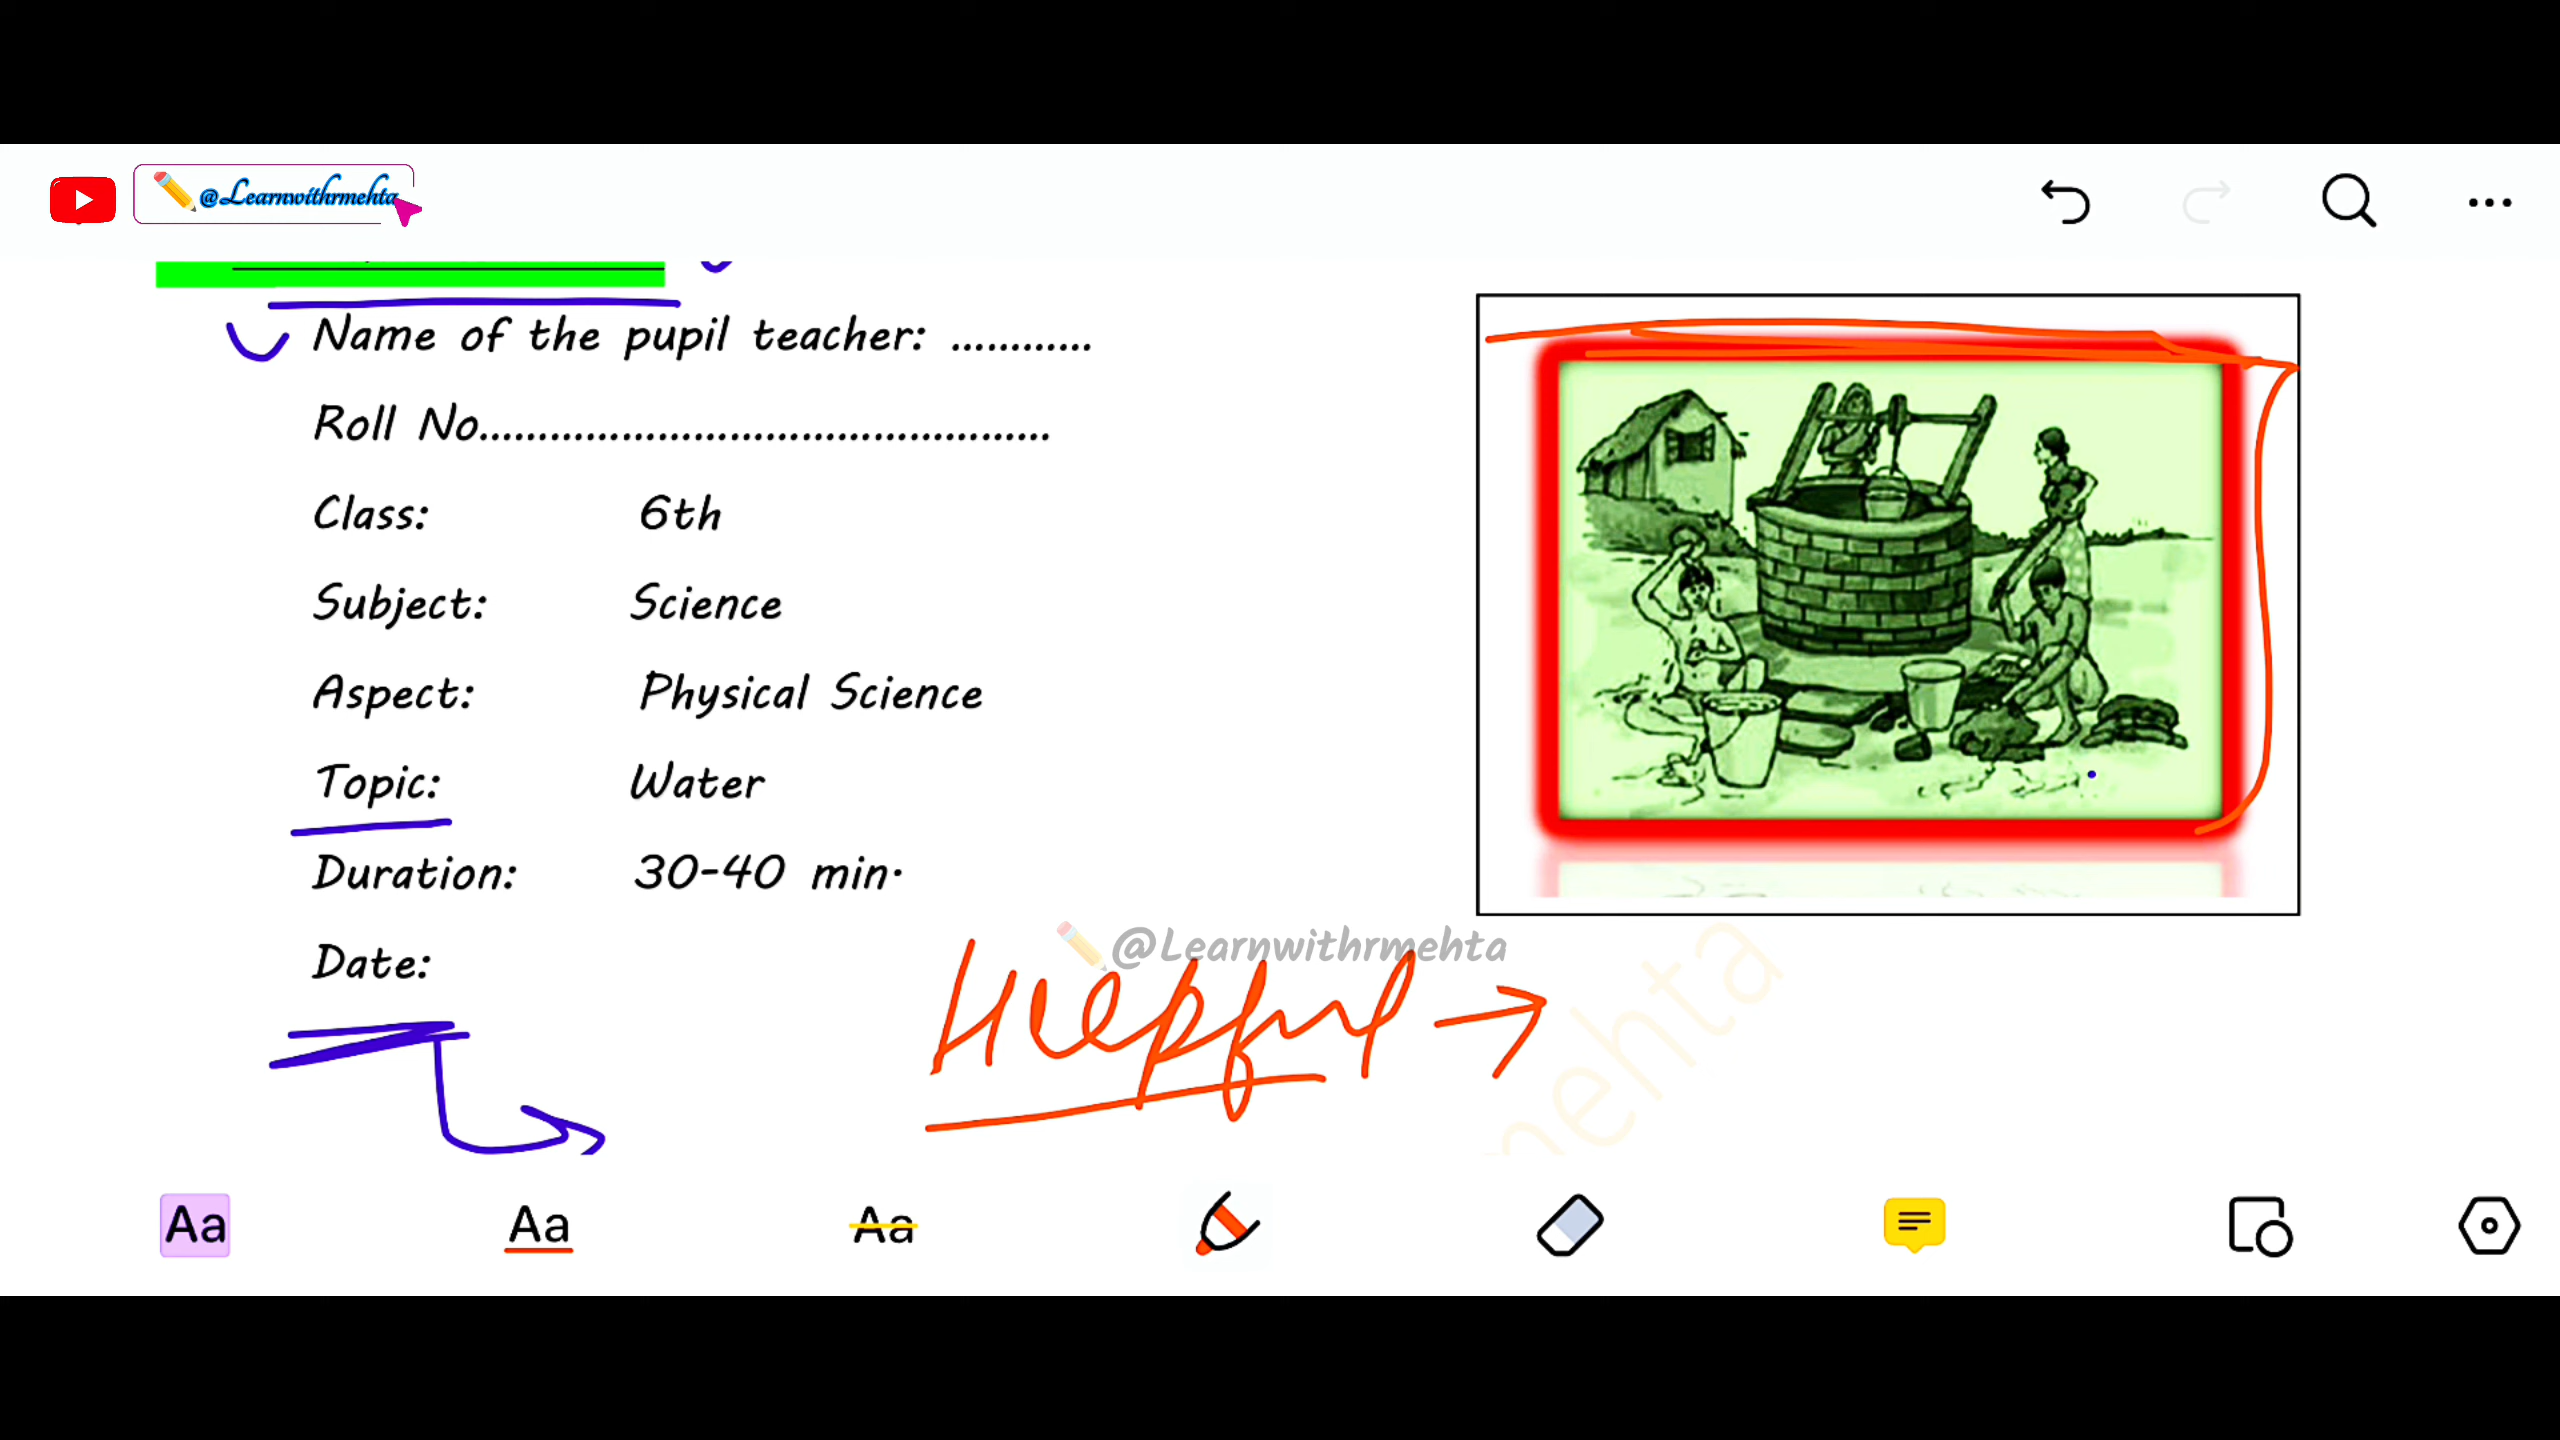 @Learnwithrmehta
Name of the pupil teacher: ............
Roll No.................................................
Class: 6th
Subject: Science
Aspect: Physical Science
Topic: Water
Duration: 30-40 min.
Date:
@Learnwithrmehta
Helpful →
mehta
Aa Aa Aa